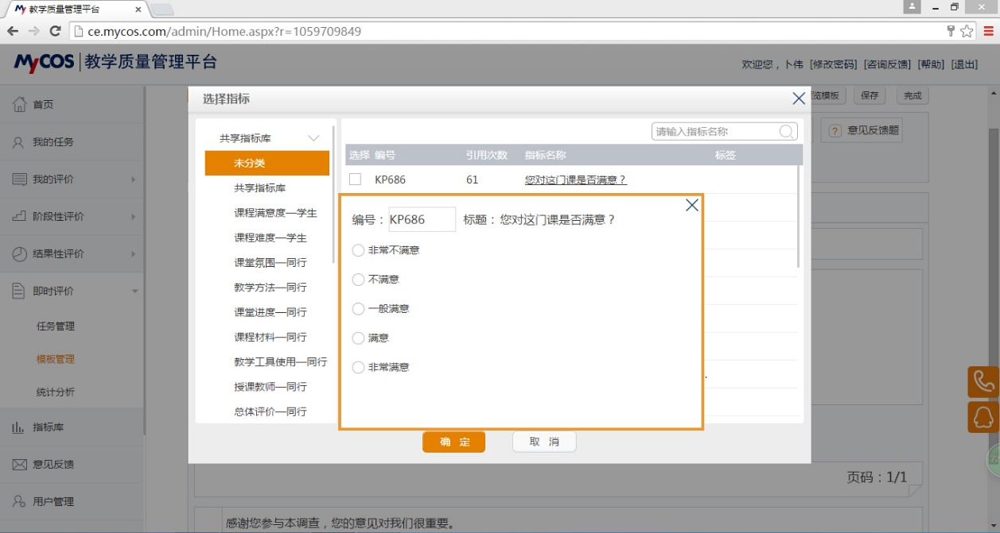 My 教学质量管理平台
ce.mycos.com/admin/Home.aspx?r=1059709849
MyCOS 教学质量管理平台
欢迎您，卜伟 [修改密码] [咨询反馈] [帮助] [退出]
首页
我的任务
我的评价
阶段性评价
结果性评价
即时评价
任务管理
模板管理
统计分析
指标库
意见反馈
用户管理
览模板 保存 完成
? 意见反馈题
选择指标
共享指标库
未分类
共享指标库
课程满意度—学生
课程难度—学生
课堂氛围—同行
教学方法—同行
课堂进度—同行
课程材料—同行
教学工具使用—同行
授课教师—同行
总体评价—同行
请输入指标名称
选择 编号 引用次数 指标名称 标签
KP686 61 您对这门课是否满意？
编号：KP686 标题：您对这门课是否满意？
非常不满意
不满意
一般满意
满意
非常满意
确 定 取 消
页码：1/1
感谢您参与本调查，您的意见对我们很重要。